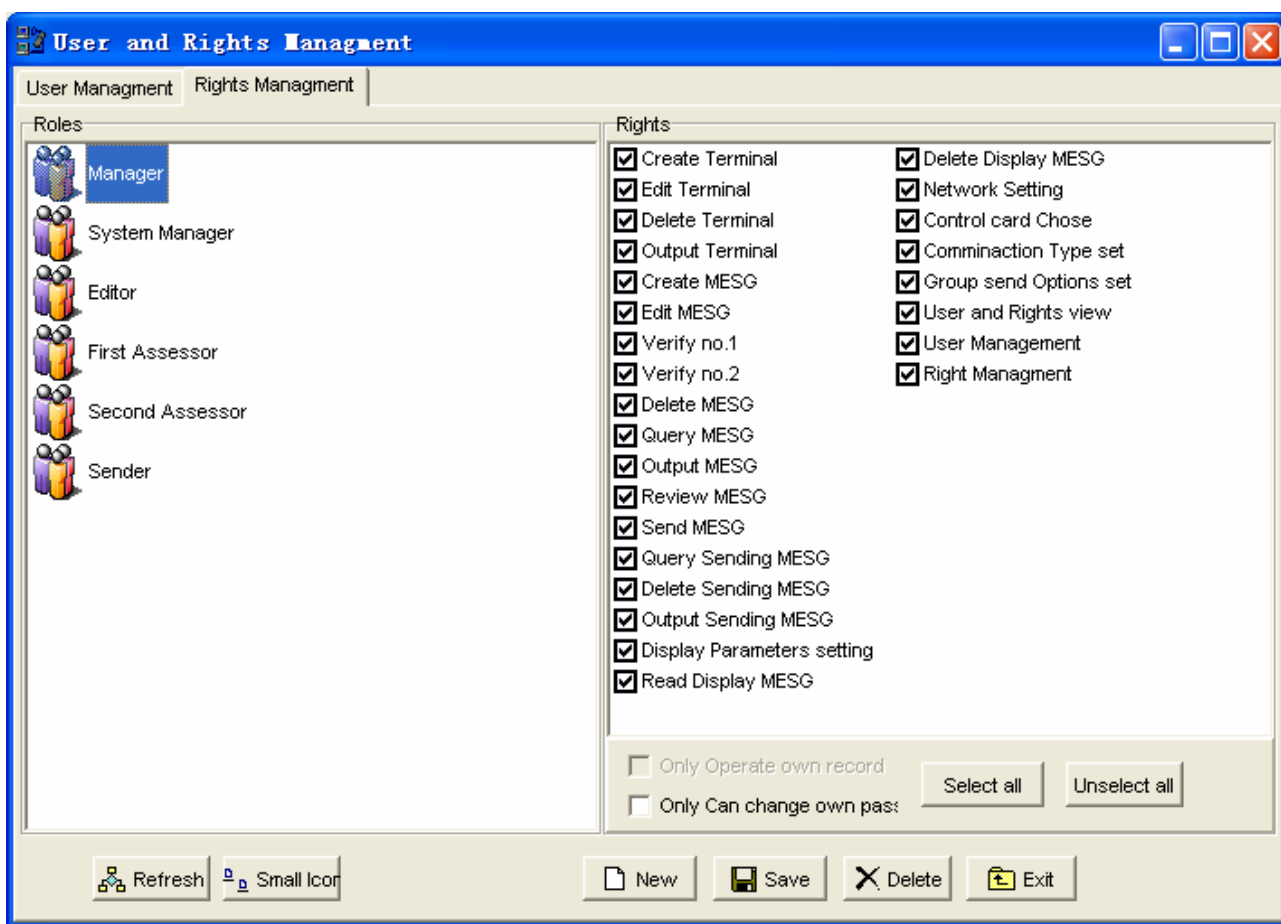 User and Rights Managment
User Managment
Rights Managment
Roles
Manager
System Manager
Editor
First Assessor
Second Assessor
Sender
Rights
Create Terminal
Edit Terminal
Delete Terminal
Output Terminal
Create MESG
Edit MESG
Verify no.1
Verify no.2
Delete MESG
Query MESG
Output MESG
Review MESG
Send MESG
Query Sending MESG
Delete Sending MESG
Output Sending MESG
Display Parameters setting
Read Display MESG
Delete Display MESG
Network Setting
Control card Chose
Comminaction Type set
Group send Options set
User and Rights view
User Management
Right Managment
Only Operate own record
Only Can change own pass
Select all
Unselect all
Refresh
Small Icor
New
Save
Delete
Exit